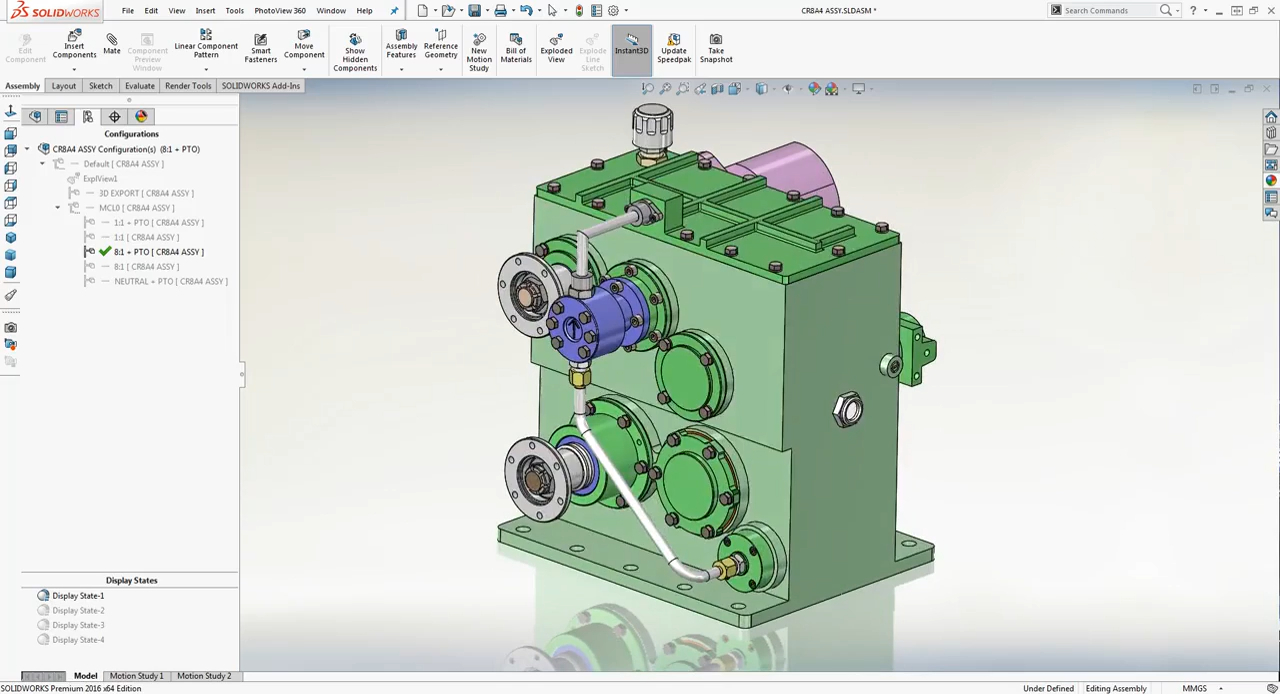 SOLIDWORKS
File Edit View Insert Tools PhotoView 360 Window Help
CR8A4 ASSY.SLDASM *
Search Commands
?
Edit Component
Insert Components
Mate
Component Preview Window
Linear Component Pattern
Smart Fasteners
Move Component
Show Hidden Components
Assembly Features
Reference Geometry
New Motion Study
Bill of Materials
Exploded View
Explode Line Sketch
Instant3D
Update Speedpak
Take Snapshot
Assembly Layout Sketch Evaluate Render Tools SOLIDWORKS Add-Ins
Configurations
CR8A4 ASSY Configuration(s) (8:1 + PTO)
Default [ CR8A4 ASSY ]
ExplView1
3D EXPORT [ CR8A4 ASSY ]
MCL0 [ CR8A4 ASSY ]
1:1 + PTO [ CR8A4 ASSY ]
1:1 [ CR8A4 ASSY ]
8:1 + PTO [ CR8A4 ASSY ]
8:1 [ CR8A4 ASSY ]
NEUTRAL + PTO [ CR8A4 ASSY ]
Display States
Display State-1
Display State-2
Display State-3
Display State-4
Model Motion Study 1 Motion Study 2
SOLIDWORKS Premium 2016 x64 Edition
Under Defined Editing Assembly MMGS